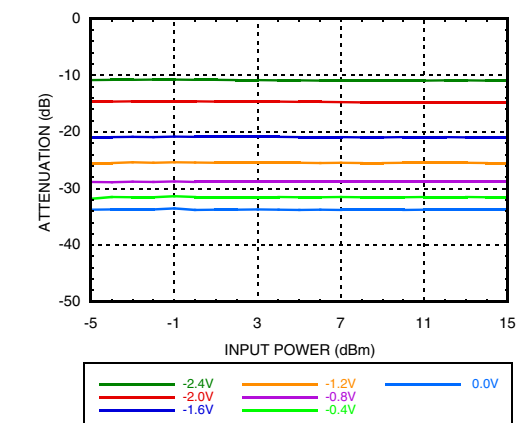 0
-10
-20
-30
-40
-50
ATTENUATION (dB)
-5 -1 3 7 11 15
INPUT POWER (dBm)
-2.4V -1.2V 0.0V
-2.0V -0.8V
-1.6V -0.4V